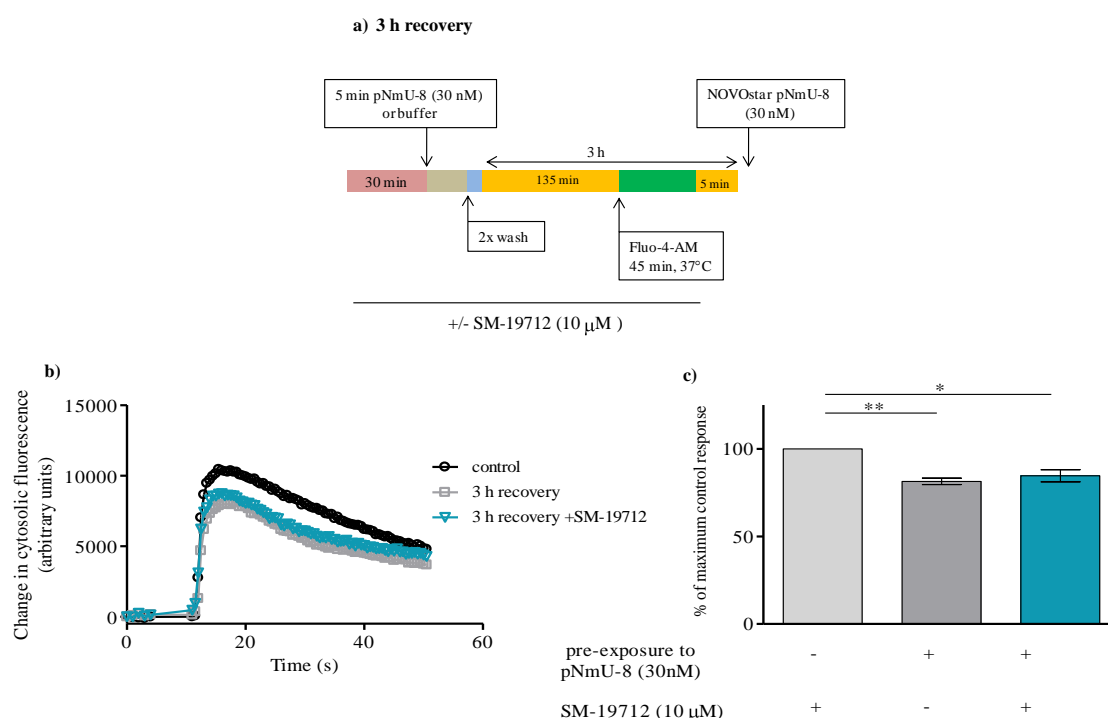 a) 3 h recovery
5 min pNmU-8 (30 nM)
or buffer
NOVOstar pNmU-8
(30 nM)
3 h
30 min
135 min
5 min
2x wash
Fluo-4-AM
45 min, 37°C
+/- SM-19712 (10 μM )
b)
15000
10000
5000
0
0
20
40
60
Change in cytosolic fluorescence
(arbitrary units)
Time (s)
control
3 h recovery
3 h recovery +SM-19712
c)
*
**
100
50
0
% of maximum control response
pre-exposure to
pNmU-8 (30nM)
- + +
SM-19712 (10 μM)
+ - +